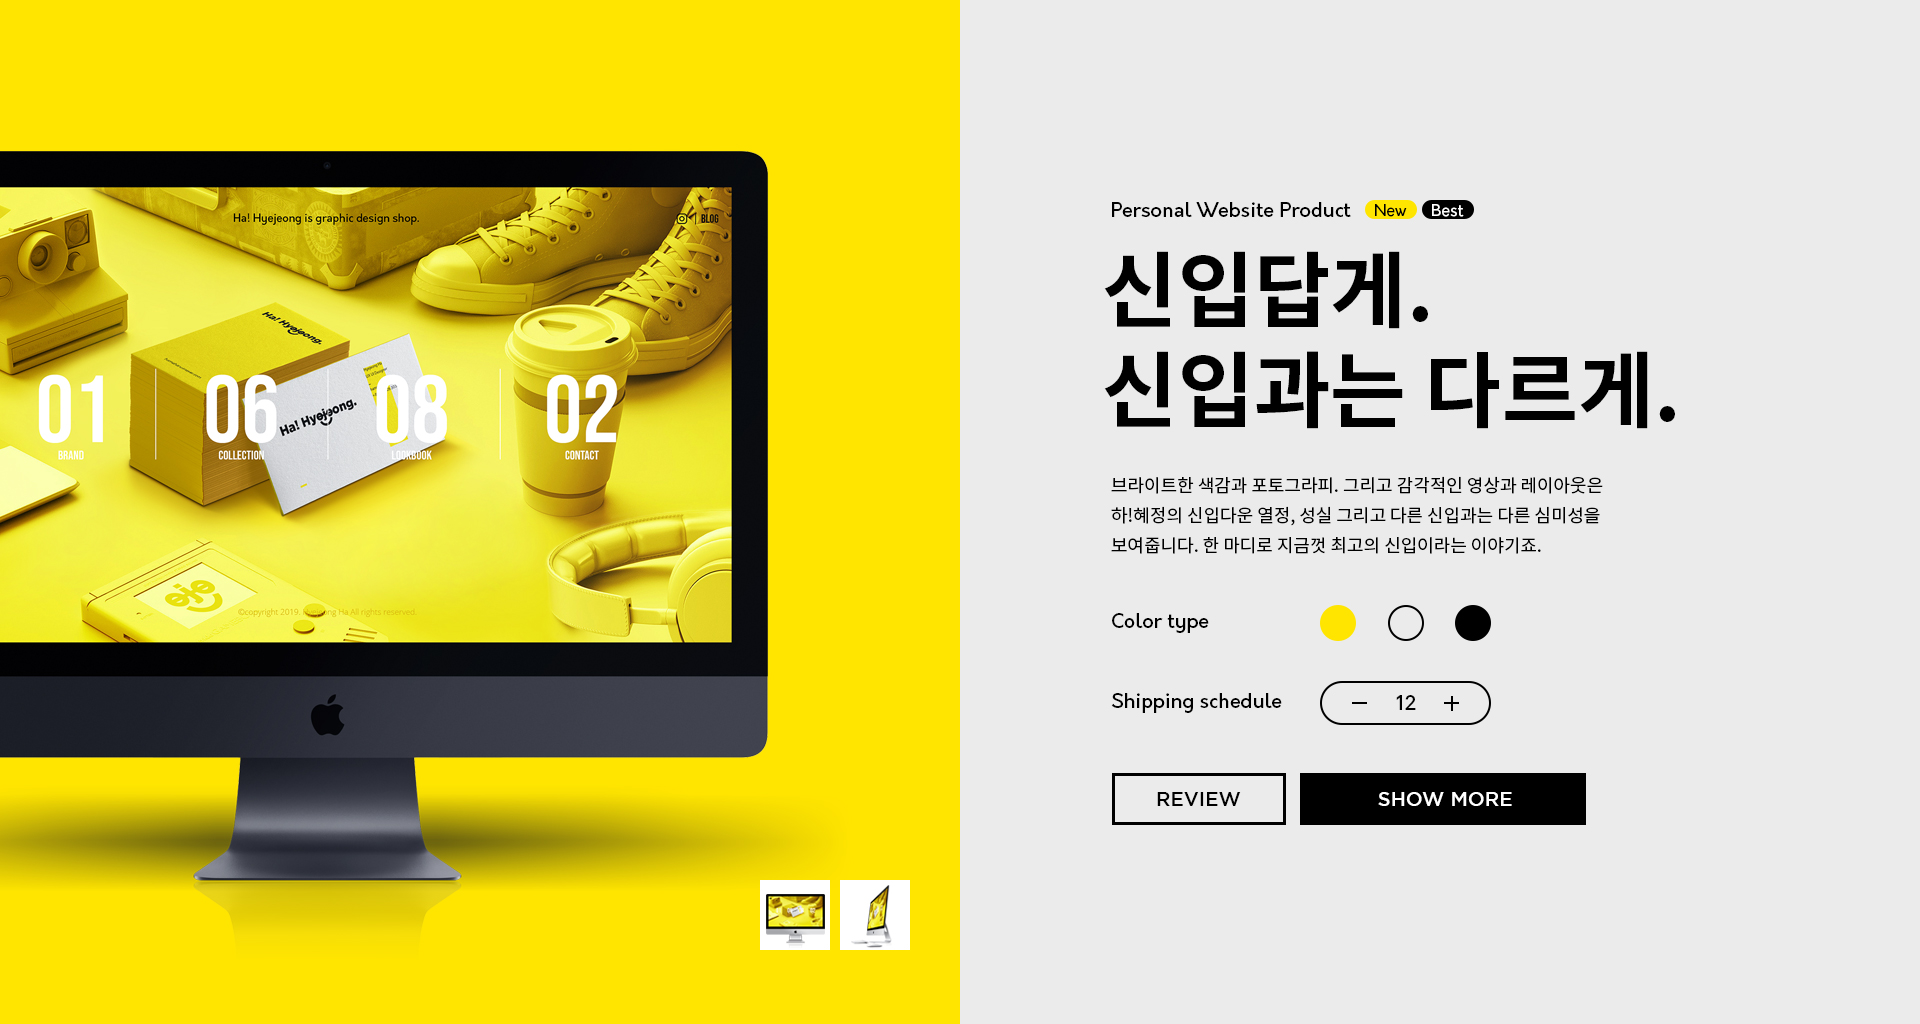 Ha! Hyejeong is graphic design shop.
BLOG
Ha! Hyejeong.
Ha! Hyejeong.
01
06
08
02
BRAND
COLLECTION
LOOKBOOK
CONTACT
©copyright 2019. Hyejeong Ha All rights reserved.
Personal Website Product
New
Best
신입답게.
신입과는 다르게.
브라이트한 색감과 포토그라피. 그리고 감각적인 영상과 레이아웃은
하!혜정의 신입다운 열정, 성실 그리고 다른 신입과는 다른 심미성을
보여줍니다. 한 마디로 지금껏 최고의 신입이라는 이야기죠.
Color type
Shipping schedule
12
REVIEW
SHOW MORE